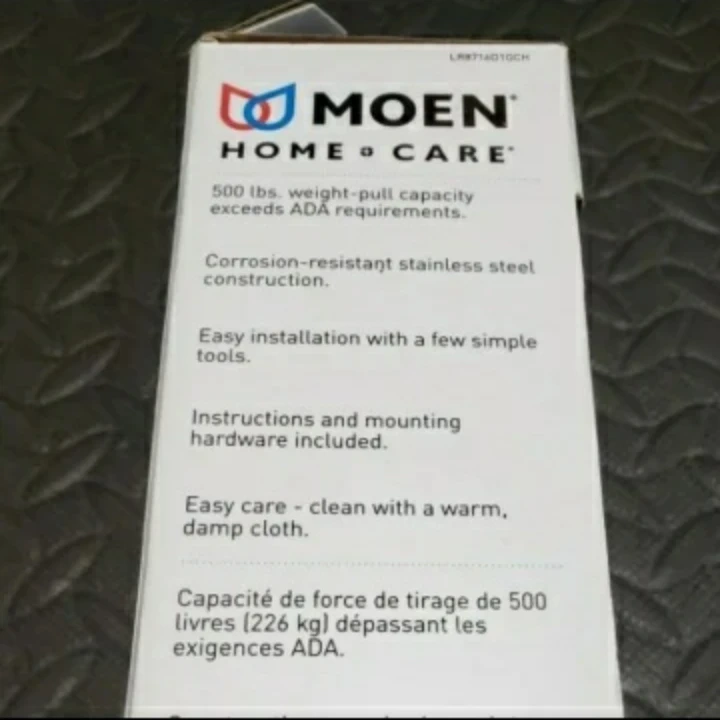 LR8716D1GCH
MOEN
HOME CARE
500 lbs. weight-pull capacity
exceeds ADA requirements.
Corrosion-resistant stainless steel
construction.
Easy installation with a few simple
tools.
Instructions and mounting
hardware included.
Easy care - clean with a warm,
damp cloth.
Capacité de force de tirage de 500
livres (226 kg) dépassant les
exigences ADA.